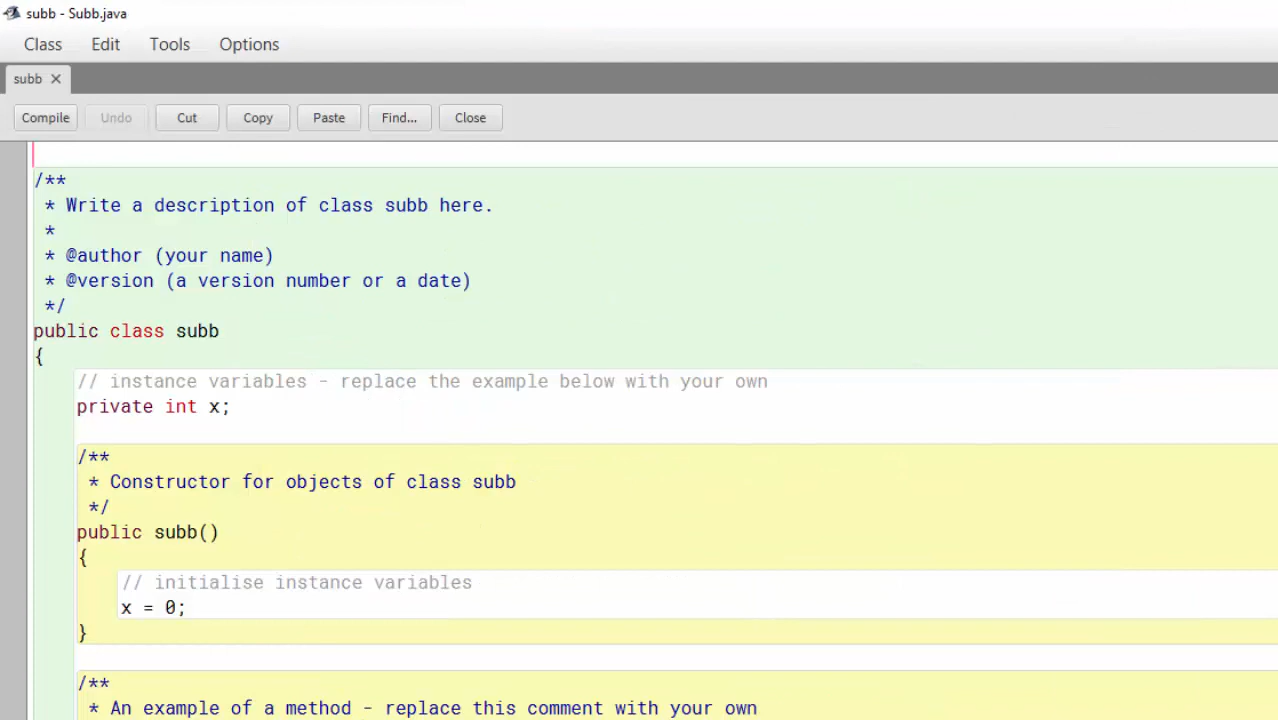 subb - Subb.java
Class Edit Tools Options
subb ✕
Compile Undo Cut Copy Paste Find... Close
/**
 * Write a description of class subb here.
 *
 * @author (your name)
 * @version (a version number or a date)
 */
public class subb
{
    // instance variables - replace the example below with your own
    private int x;

    /**
     * Constructor for objects of class subb
     */
    public subb()
    {
        // initialise instance variables
        x = 0;
    }

    /**
     * An example of a method - replace this comment with your own